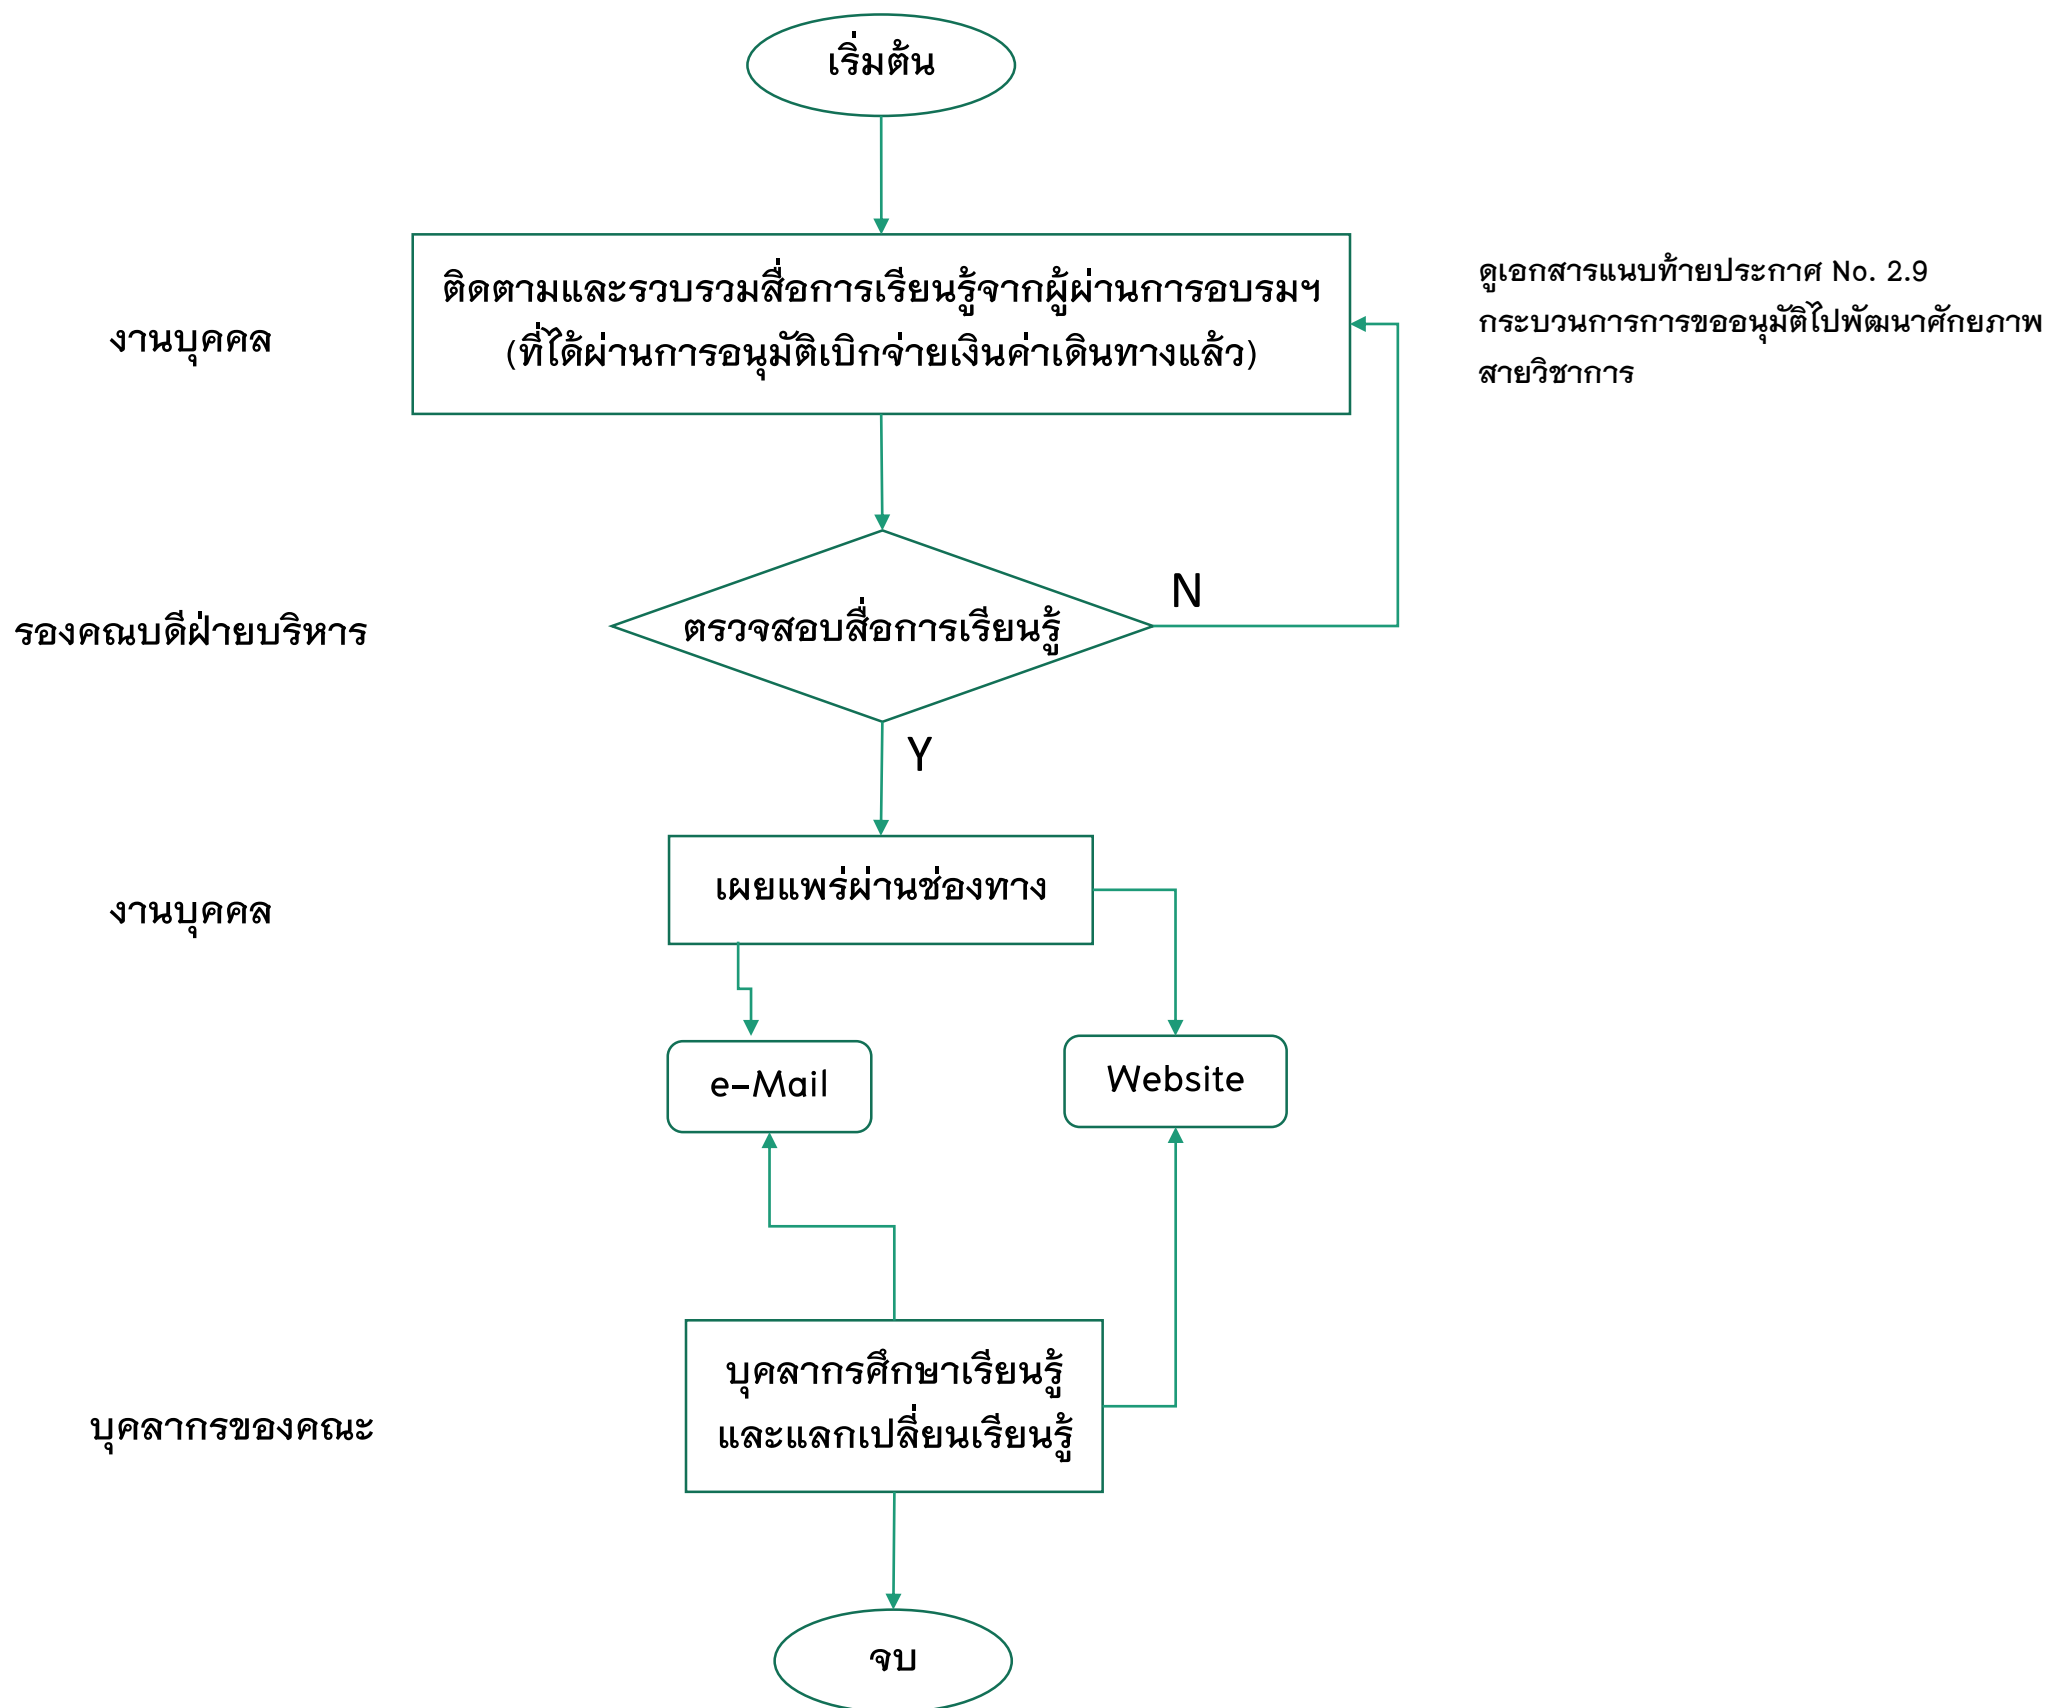 เริ่มต้น
งานบุคคล
ติดตามและรวบรวมสื่อการเรียนรู้จากผู้ผ่านการอบรมฯ
(ที่ได้ผ่านการอนุมัติเบิกจ่ายเงินค่าเดินทางแล้ว)
ดูเอกสารแนบท้ายประกาศ No. 2.9
กระบวนการการขออนุมัติไปพัฒนาศักยภาพ
สายวิชาการ
รองคณบดีฝ่ายบริหาร
ตรวจสอบสื่อการเรียนรู้
N
Y
งานบุคคล
เผยแพร่ผ่านช่องทาง
e-Mail
Website
บุคลากรของคณะ
บุคลากรศึกษาเรียนรู้
และแลกเปลี่ยนเรียนรู้
จบ